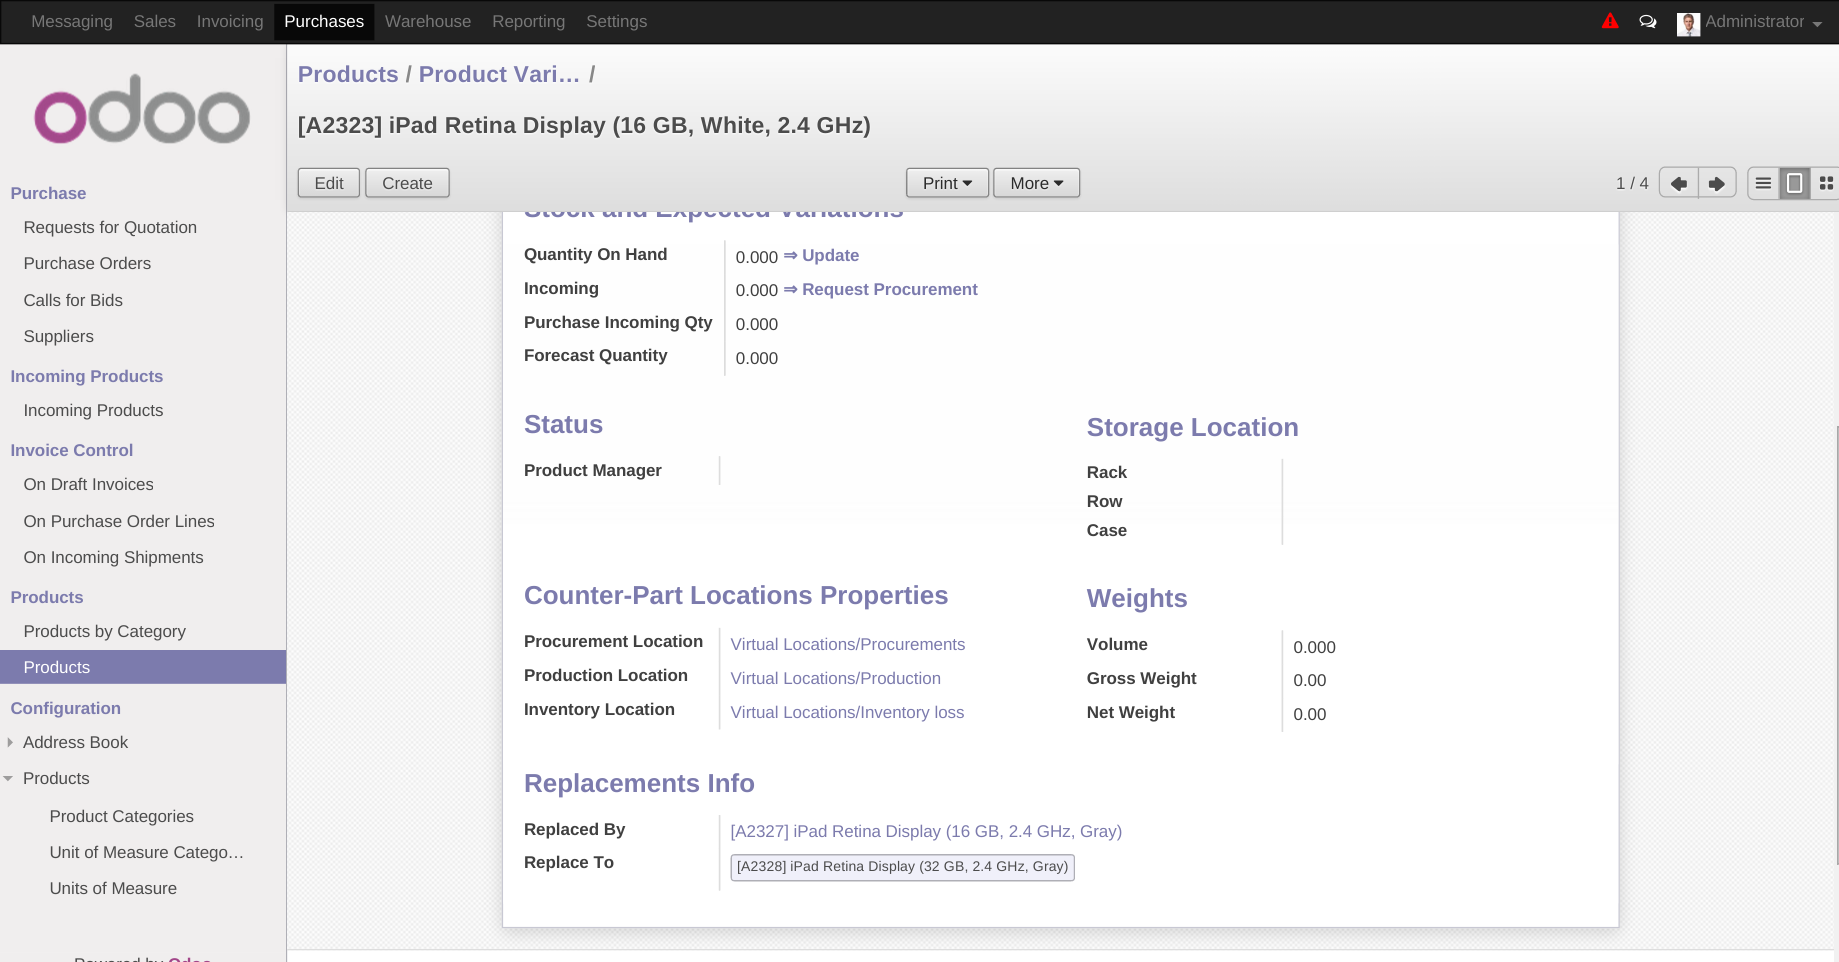 Messaging Sales Invoicing Purchases Warehouse Reporting Settings Administrator
odoo
Purchase
Requests for Quotation
Purchase Orders
Calls for Bids
Suppliers
Incoming Products
Incoming Products
Invoice Control
On Draft Invoices
On Purchase Order Lines
On Incoming Shipments
Products
Products by Category
Products
Configuration
Address Book
Products
Product Categories
Unit of Measure Catego…
Units of Measure
Powered by Odoo
Products / Product Vari… /
[A2323] iPad Retina Display (16 GB, White, 2.4 GHz)
Edit Create Print More 1 / 4
Stock and Expected Variations
Quantity On Hand 0.000 ⇒ Update
Incoming 0.000 ⇒ Request Procurement
Purchase Incoming Qty 0.000
Forecast Quantity 0.000
Status
Product Manager
Storage Location
Rack
Row
Case
Counter-Part Locations Properties
Procurement Location Virtual Locations/Procurements
Production Location Virtual Locations/Production
Inventory Location Virtual Locations/Inventory loss
Weights
Volume 0.000
Gross Weight 0.00
Net Weight 0.00
Replacements Info
Replaced By [A2327] iPad Retina Display (16 GB, 2.4 GHz, Gray)
Replace To [A2328] iPad Retina Display (32 GB, 2.4 GHz, Gray)